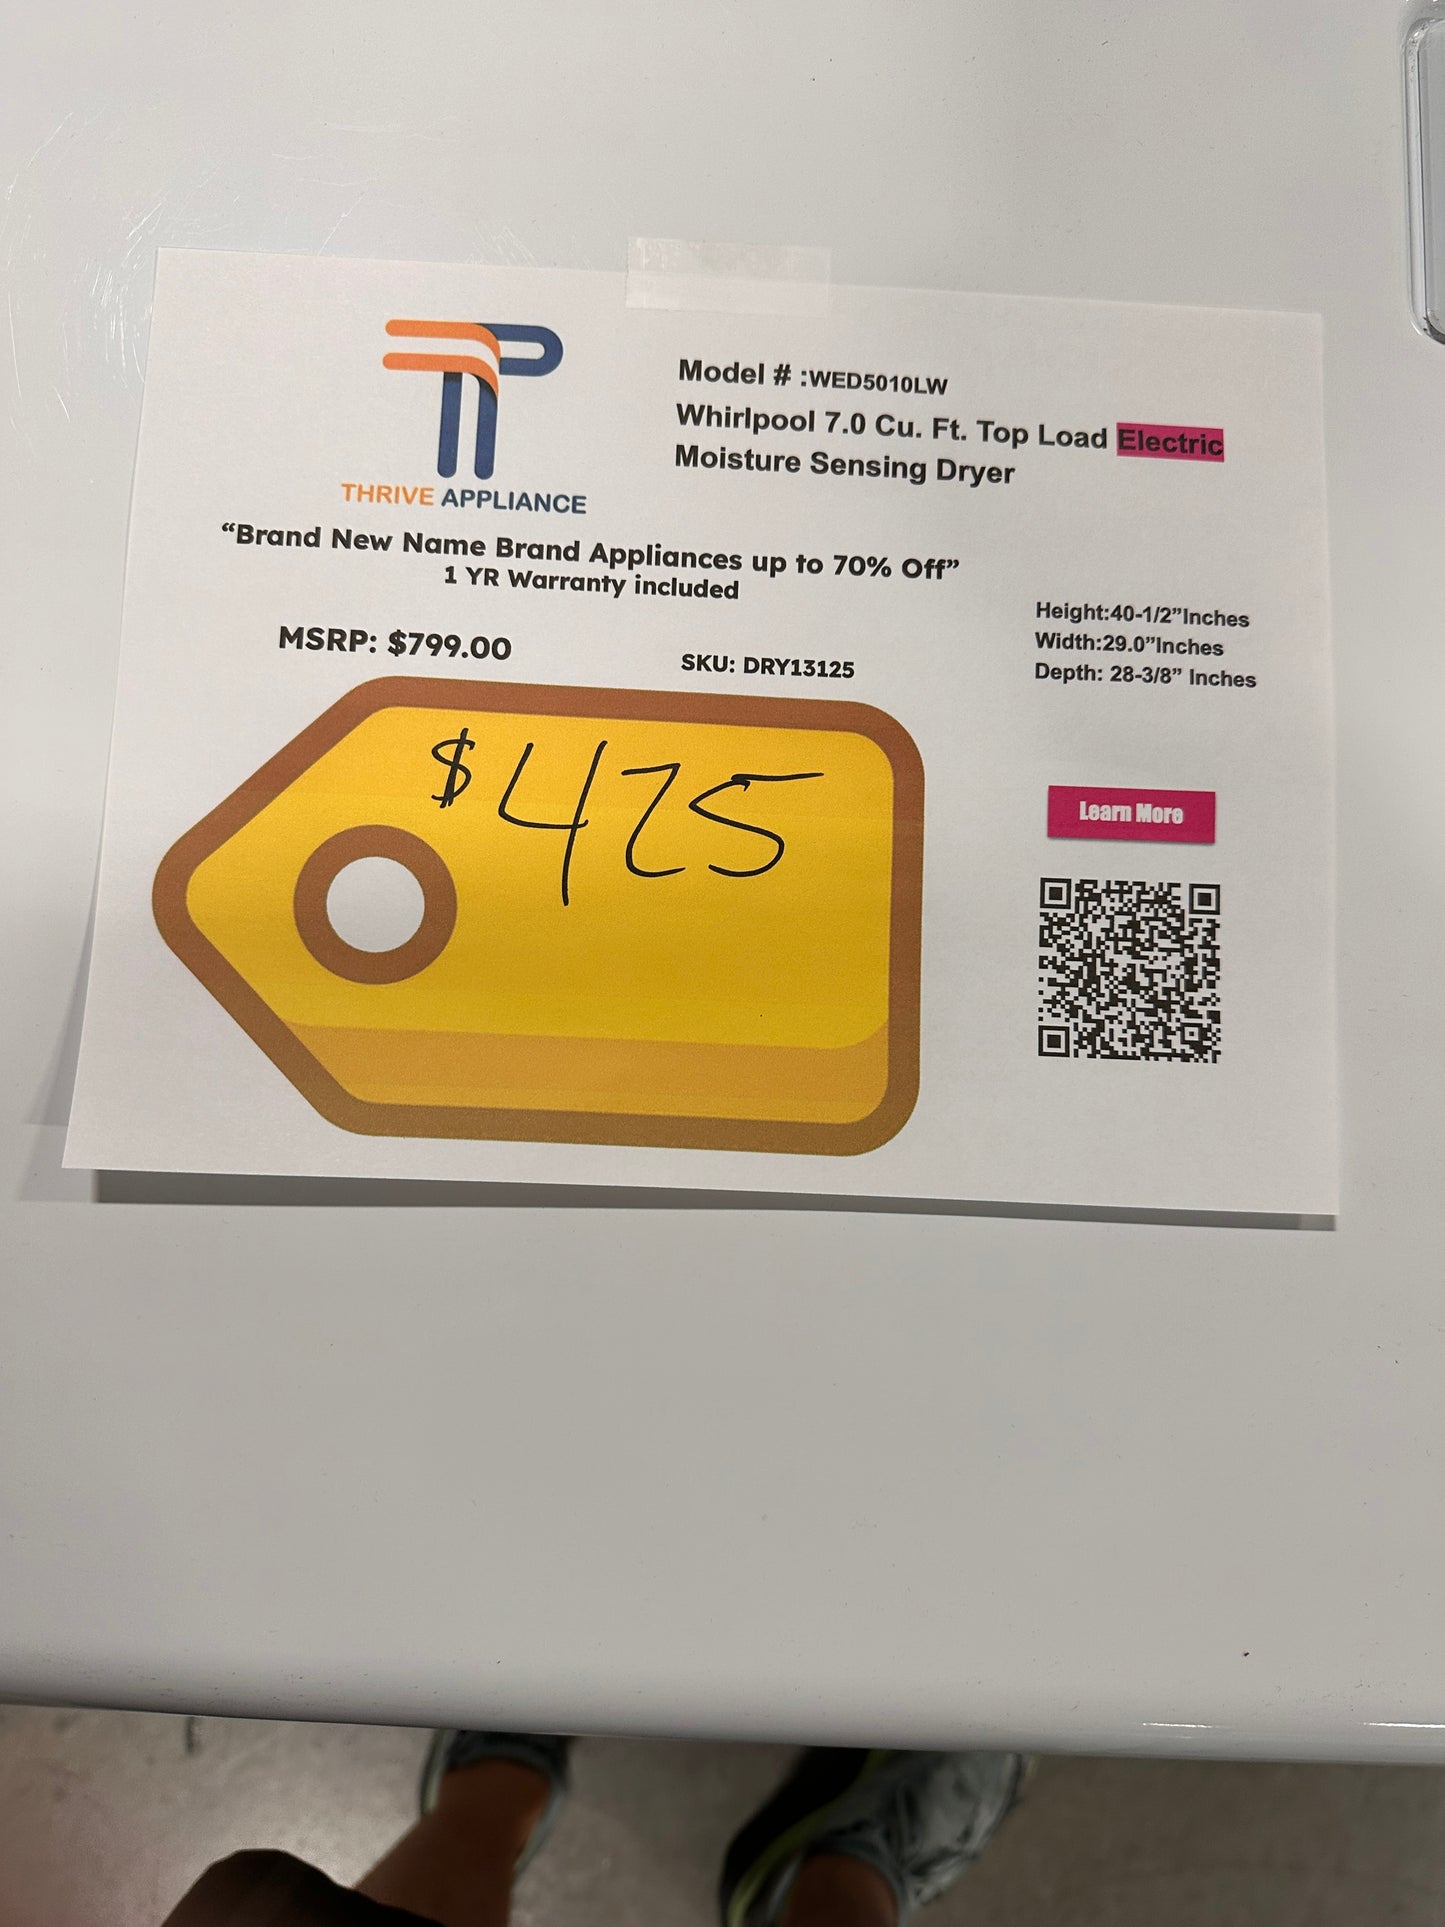 THRIVE APPLIANCE
Model # :WED5010LW
Whirlpool 7.0 Cu. Ft. Top Load Electric
Moisture Sensing Dryer
“Brand New Name Brand Appliances up to 70% Off”
1 YR Warranty included
MSRP: $799.00
SKU: DRY13125
Height:40-1/2”Inches
Width:29.0”Inches
Depth: 28-3/8” Inches
$425
Learn More